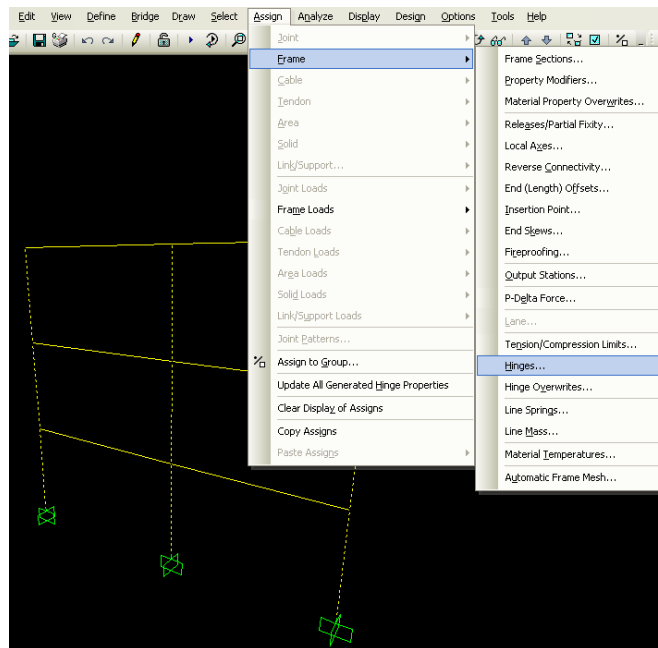 Edit View Define Bridge Draw Select Assign Analyze Display Design Options Tools Help
Joint
Frame
Cable
Tendon
Area
Solid
Link/Support...
Joint Loads
Frame Loads
Cable Loads
Tendon Loads
Area Loads
Solid Loads
Link/Support Loads
Joint Patterns...
Assign to Group...
Update All Generated Hinge Properties
Clear Display of Assigns
Copy Assigns
Paste Assigns
Frame Sections...
Property Modifiers...
Material Property Overwrites...
Releases/Partial Fixity...
Local Axes...
Reverse Connectivity...
End (Length) Offsets...
Insertion Point...
End Skews...
Fireproofing...
Output Stations...
P-Delta Force...
Lane...
Tension/Compression Limits...
Hinges...
Hinge Overwrites...
Line Springs...
Line Mass...
Material Temperatures...
Automatic Frame Mesh...